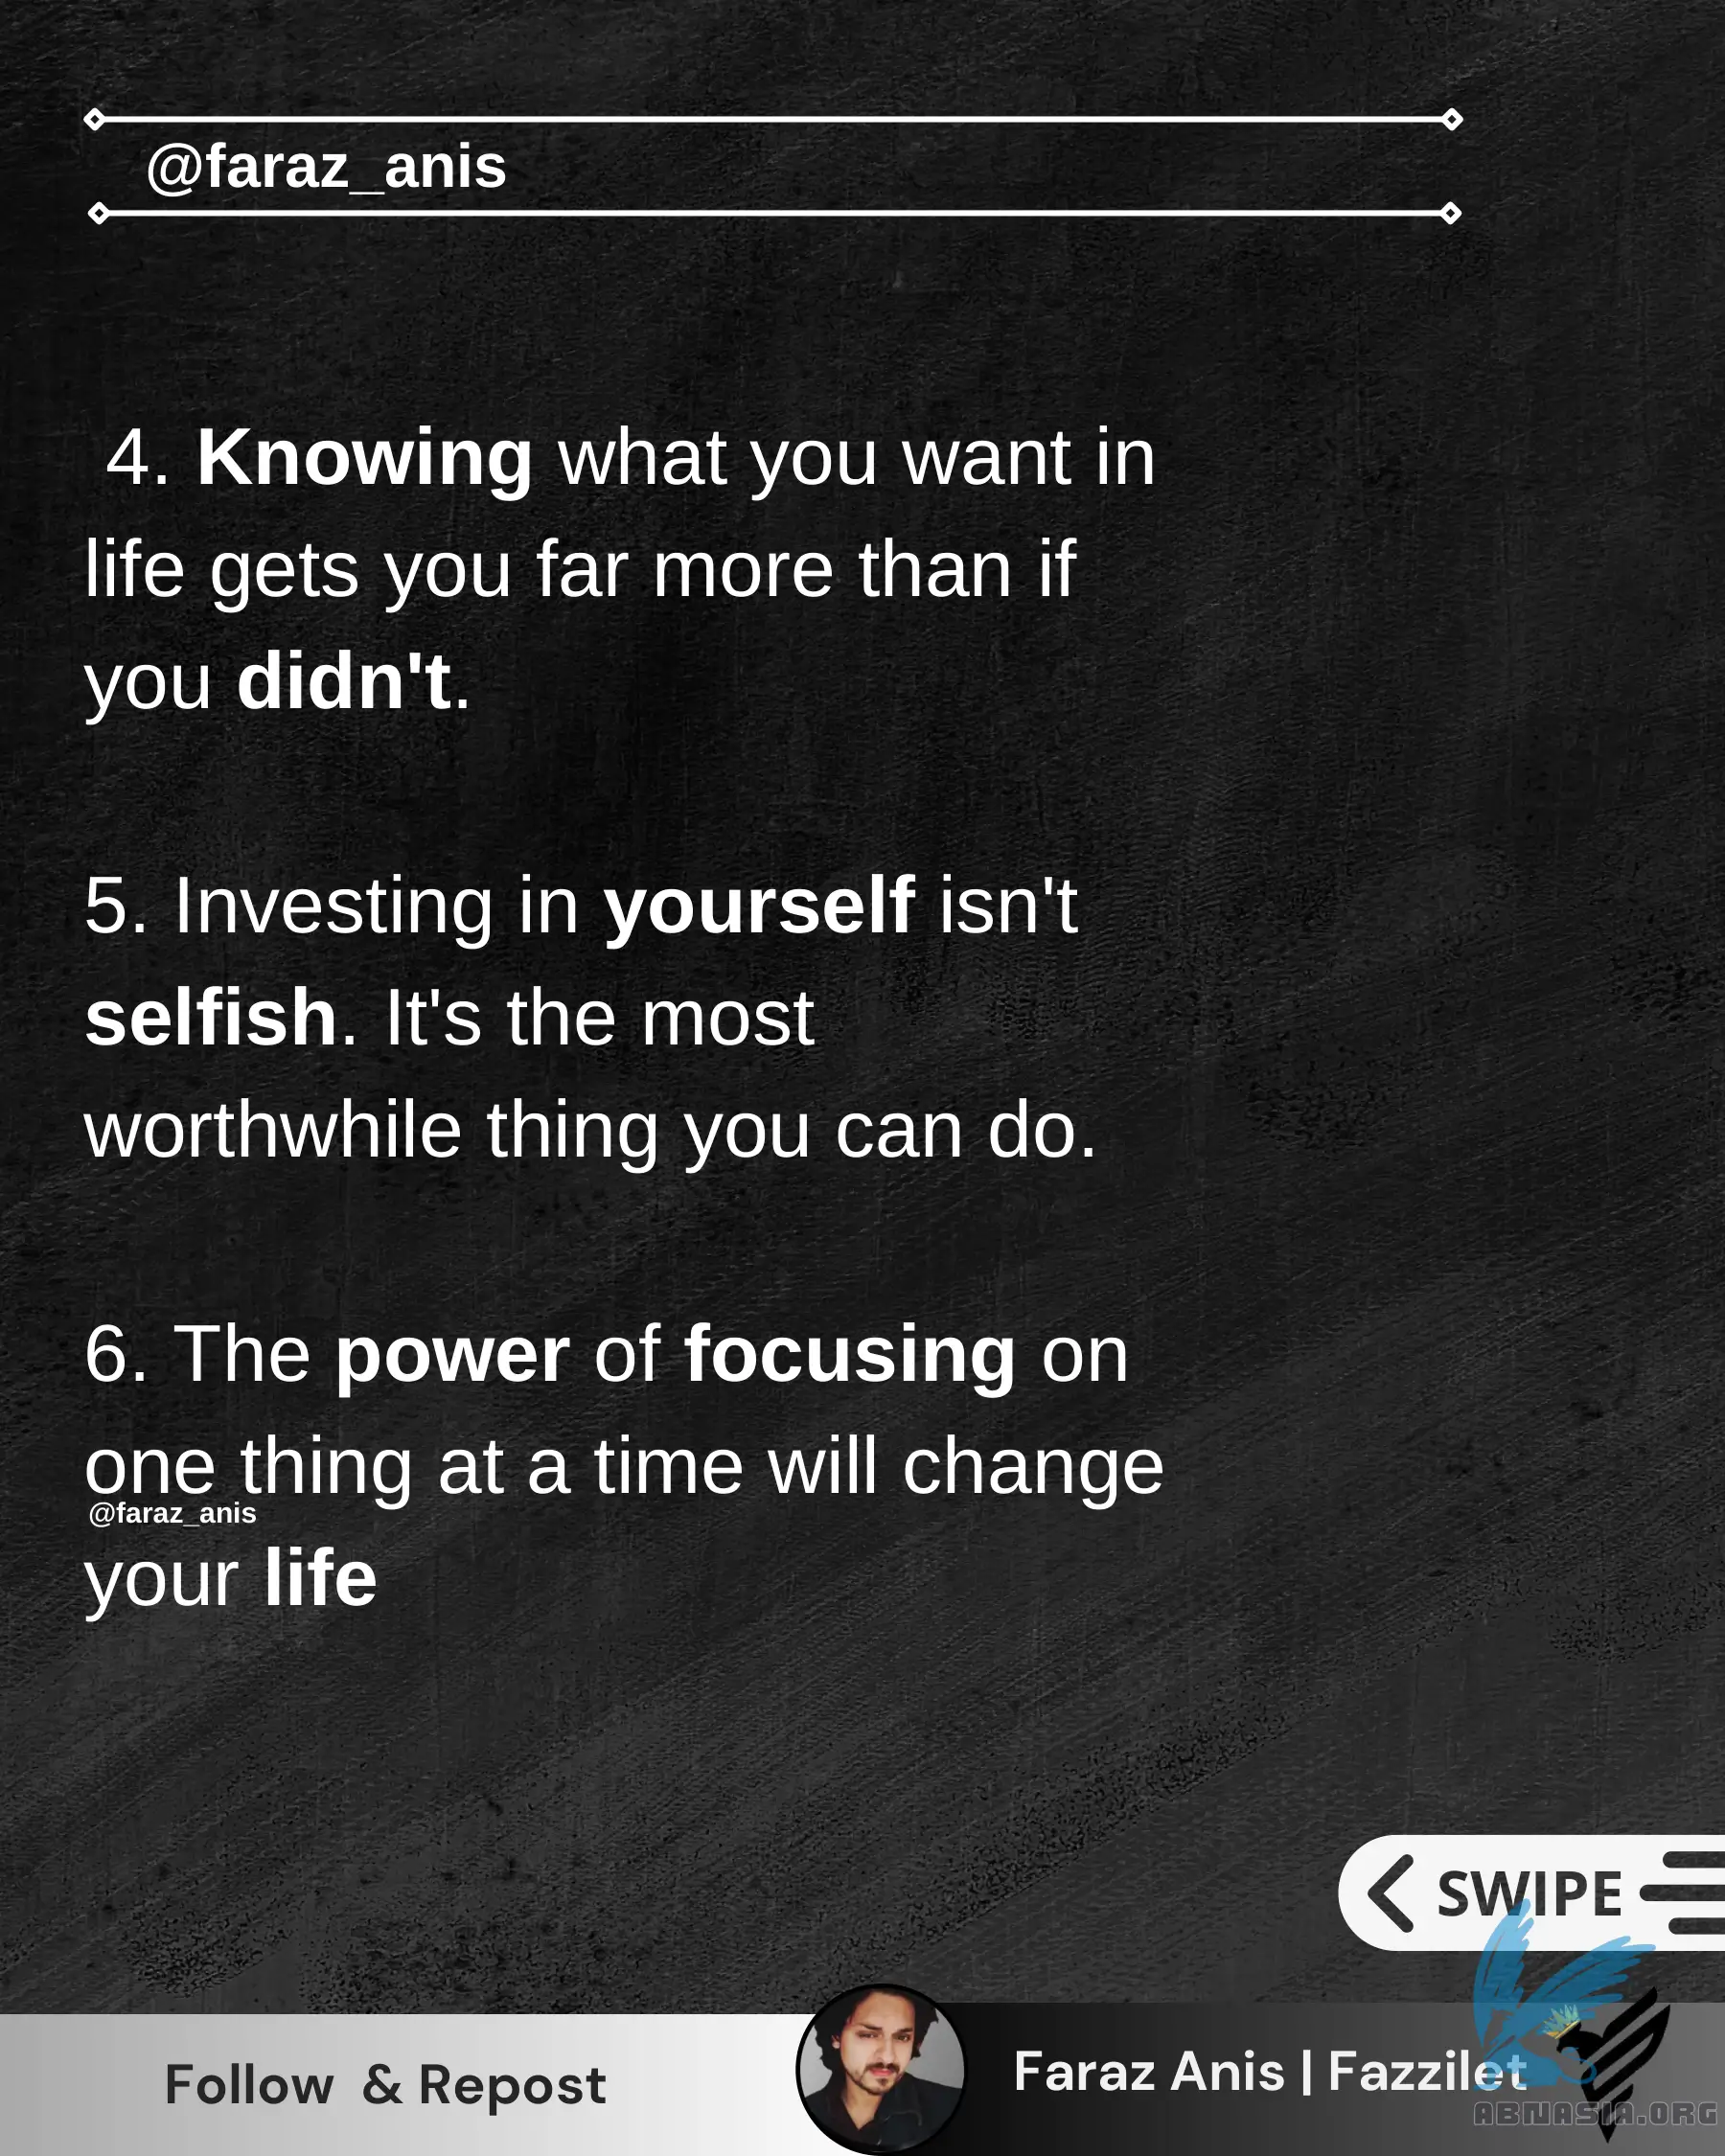 @faraz_anis
4. Knowing what you want in
life gets you far more than if
you didn't.
5. Investing in yourself isn't
selfish. It's the most
worthwhile thing you can do.
6. The power of focusing on
one thing at a time will change
@faraz_anis
your life
SWIPE
Follow & Repost
Faraz Anis | Fazzilet
ABNASIA.ORG